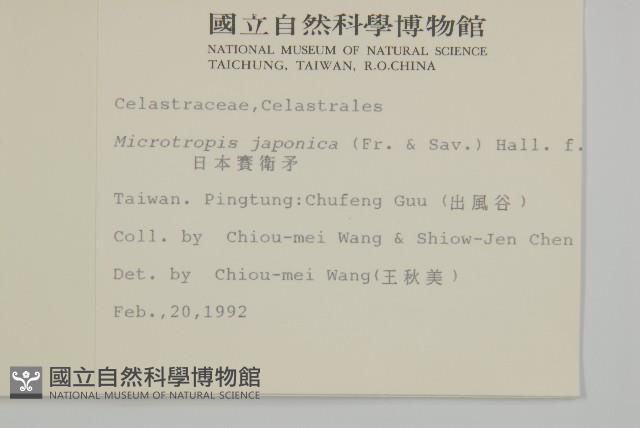 國立自然科學博物館
NATIONAL MUSEUM OF NATURAL SCIENCE
TAICHUNG, TAIWAN, R.O.CHINA
Celastraceae,Celastrales
Microtropis japonica (Fr. & Sav.) Hall. f.
日本賽衛矛
Taiwan. Pingtung:Chufeng Guu (出風谷)
Coll. by Chiou-mei Wang & Shiow-Jen Chen
Det. by Chiou-mei Wang(王秋美)
Feb.,20,1992
國立自然科學博物館
NATIONAL MUSEUM OF NATURAL SCIENCE